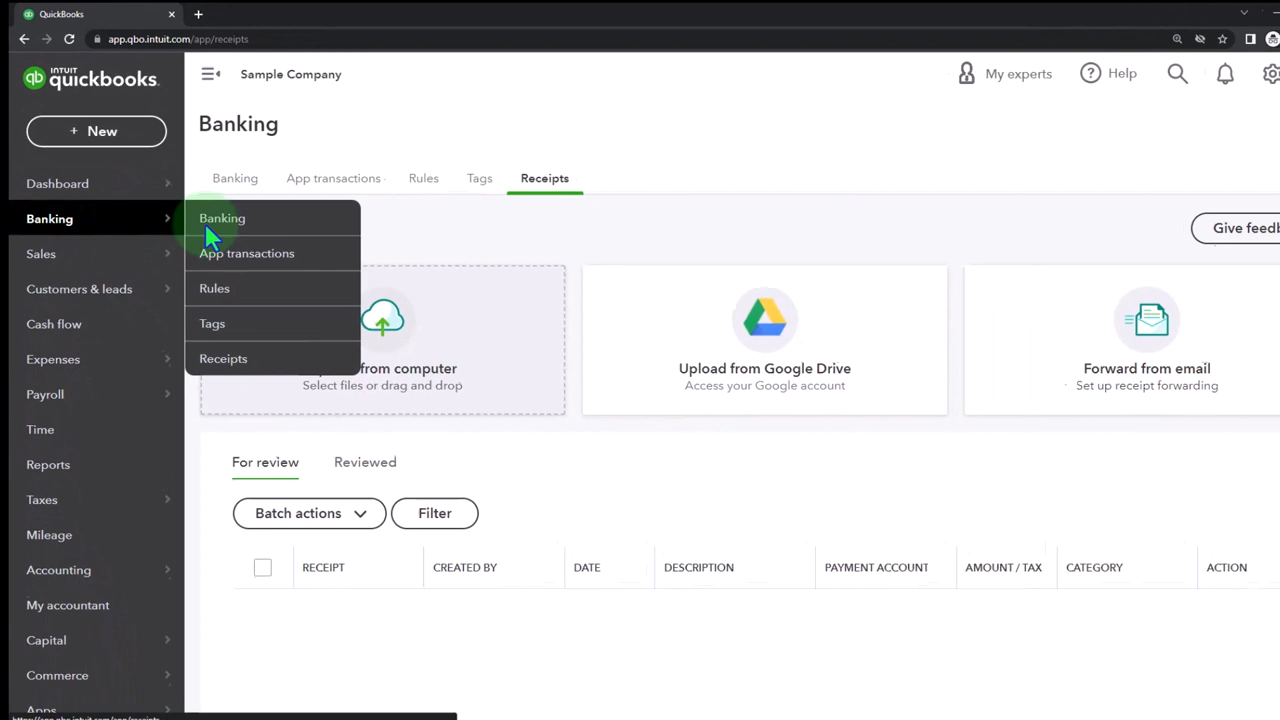 QuickBooks
app.qbo.intuit.com/app/receipts
INTUIT
quickbooks
Sample Company
My experts
Help
+ New
Banking
Banking
App transactions
Rules
Tags
Receipts
Dashboard
Banking
Sales
Customers & leads
Cash flow
Expenses
Payroll
Time
Reports
Taxes
Mileage
Accounting
My accountant
Capital
Commerce
Apps
Banking
App transactions
Rules
Tags
Receipts
Give feedb
from computer
Select files or drag and drop
Upload from Google Drive
Access your Google account
Forward from email
Set up receipt forwarding
For review
Reviewed
Batch actions
Filter
RECEIPT
CREATED BY
DATE
DESCRIPTION
PAYMENT ACCOUNT
AMOUNT / TAX
CATEGORY
ACTION